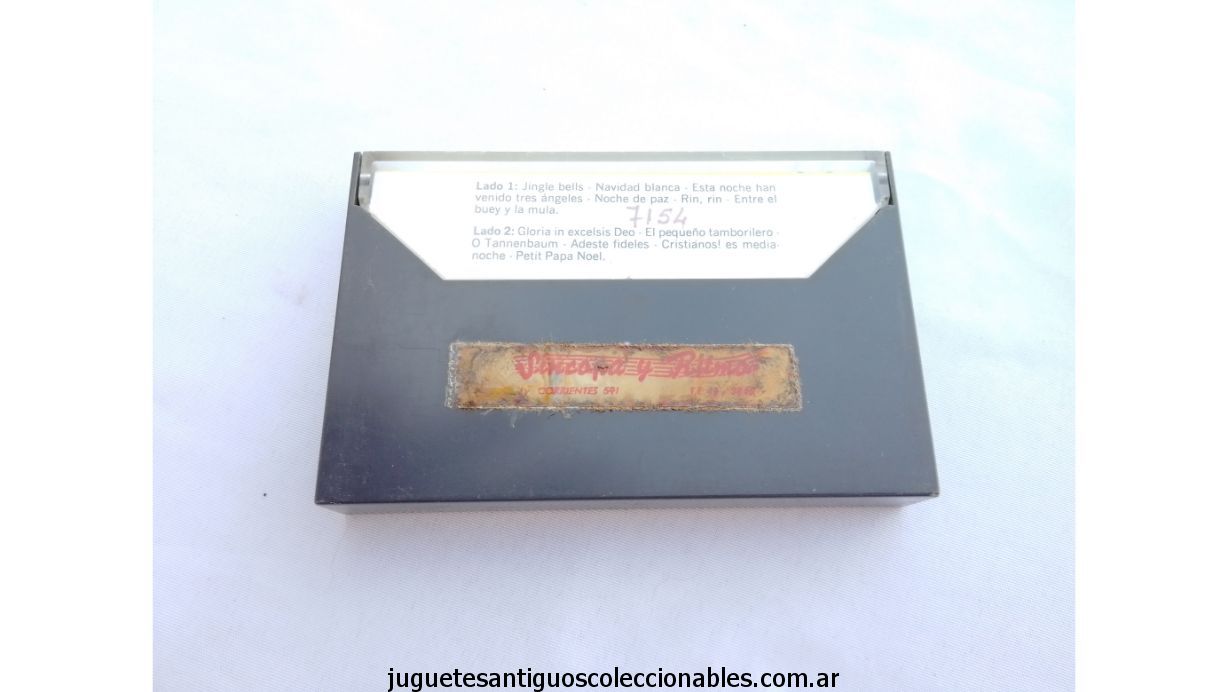 Lado 1: Jingle bells · Navidad blanca · Esta noche han
venido tres ángeles · Noche de paz · Rin, rin · Entre el
buey y la mula.
7154
Lado 2: Gloria in excelsis Deo · El pequeño tamborilero ·
O Tannenbaum · Adeste fideles · Cristianos! es media-
noche · Petit Papa Noel.
Sincopa y Ritmo
CORRIENTES 591
juguetesantiguoscoleccionables.com.ar